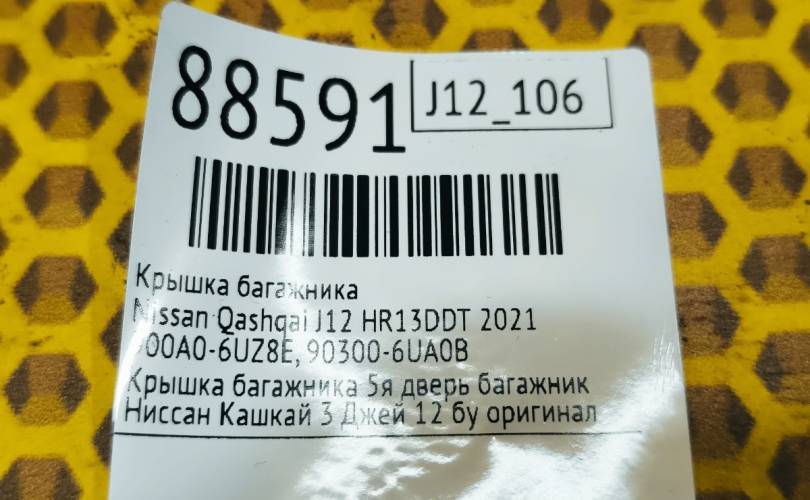 88591
J12_106
Крышка багажника
Nissan Qashqai J12 HR13DDT 2021
90300-6UA0B
Крышка багажника 5я дверь багажник
Ниссан Кашкай 3 Джей 12 бу оригинал